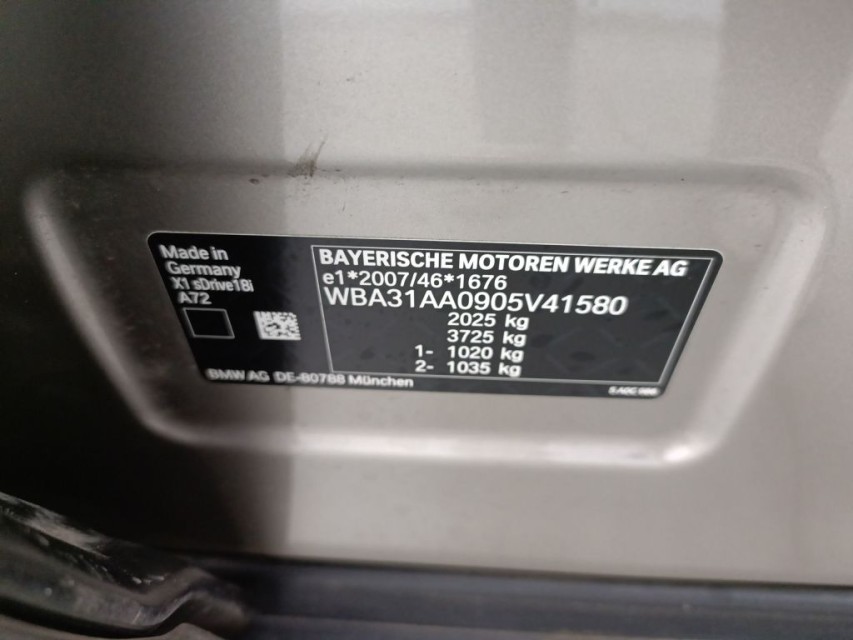 Made in
Germany
X1 sDrive18i
A72
BAYERISCHE MOTOREN WERKE AG
e1*2007/46*1676
WBA31AA0905V41580
2025 kg
3725 kg
1- 1020 kg
2- 1035 kg
BMW AG DE-80788 München